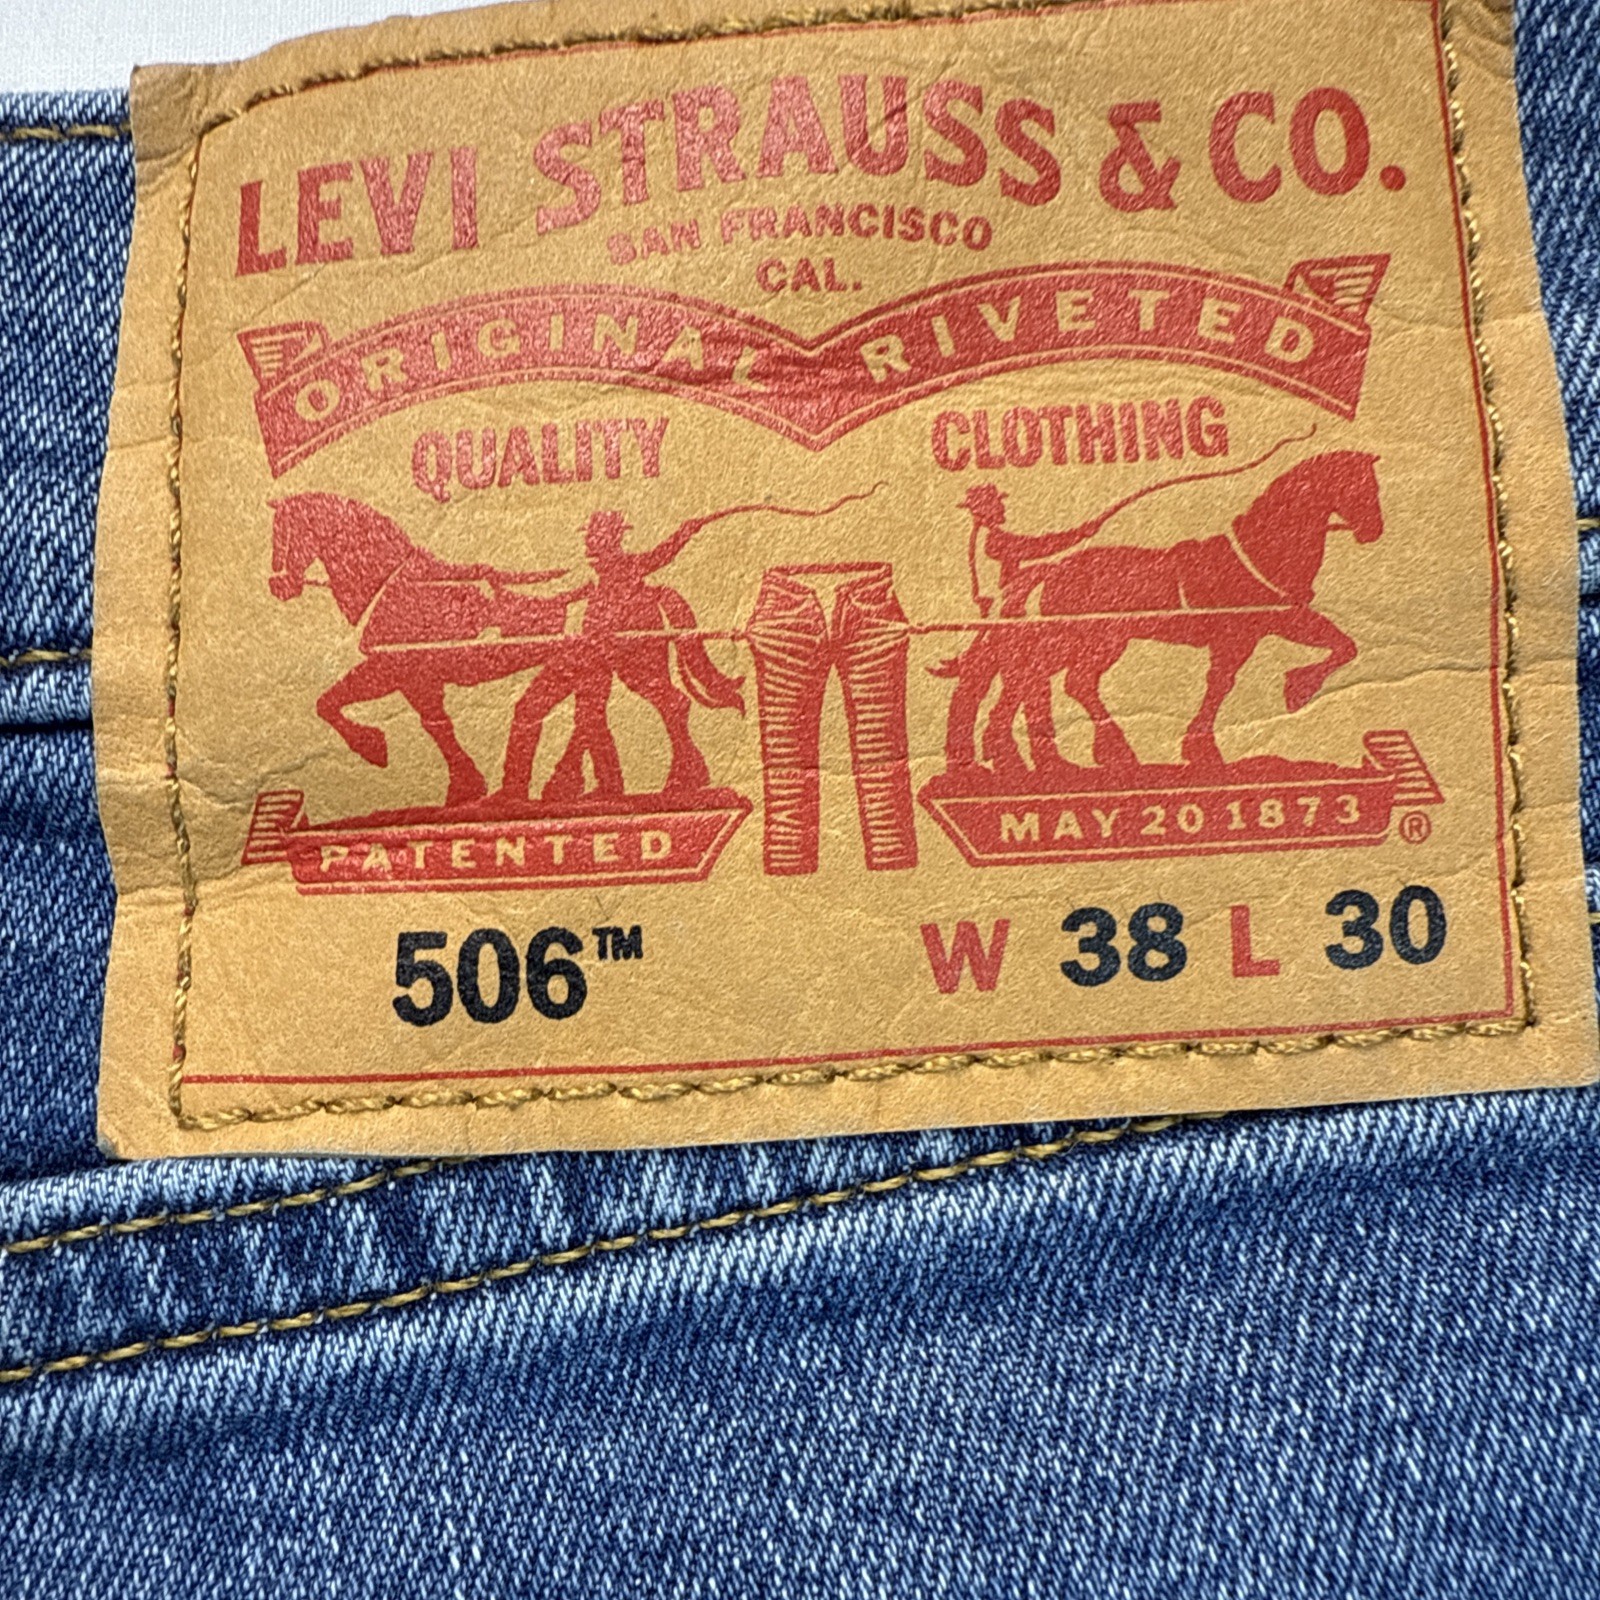 LEVI STRAUSS & CO.
SAN FRANCISCO
CAL.
ORIGINAL RIVETED
QUALITY CLOTHING
PATENTED MAY 20 1873 ®
506™ W 38 L 30